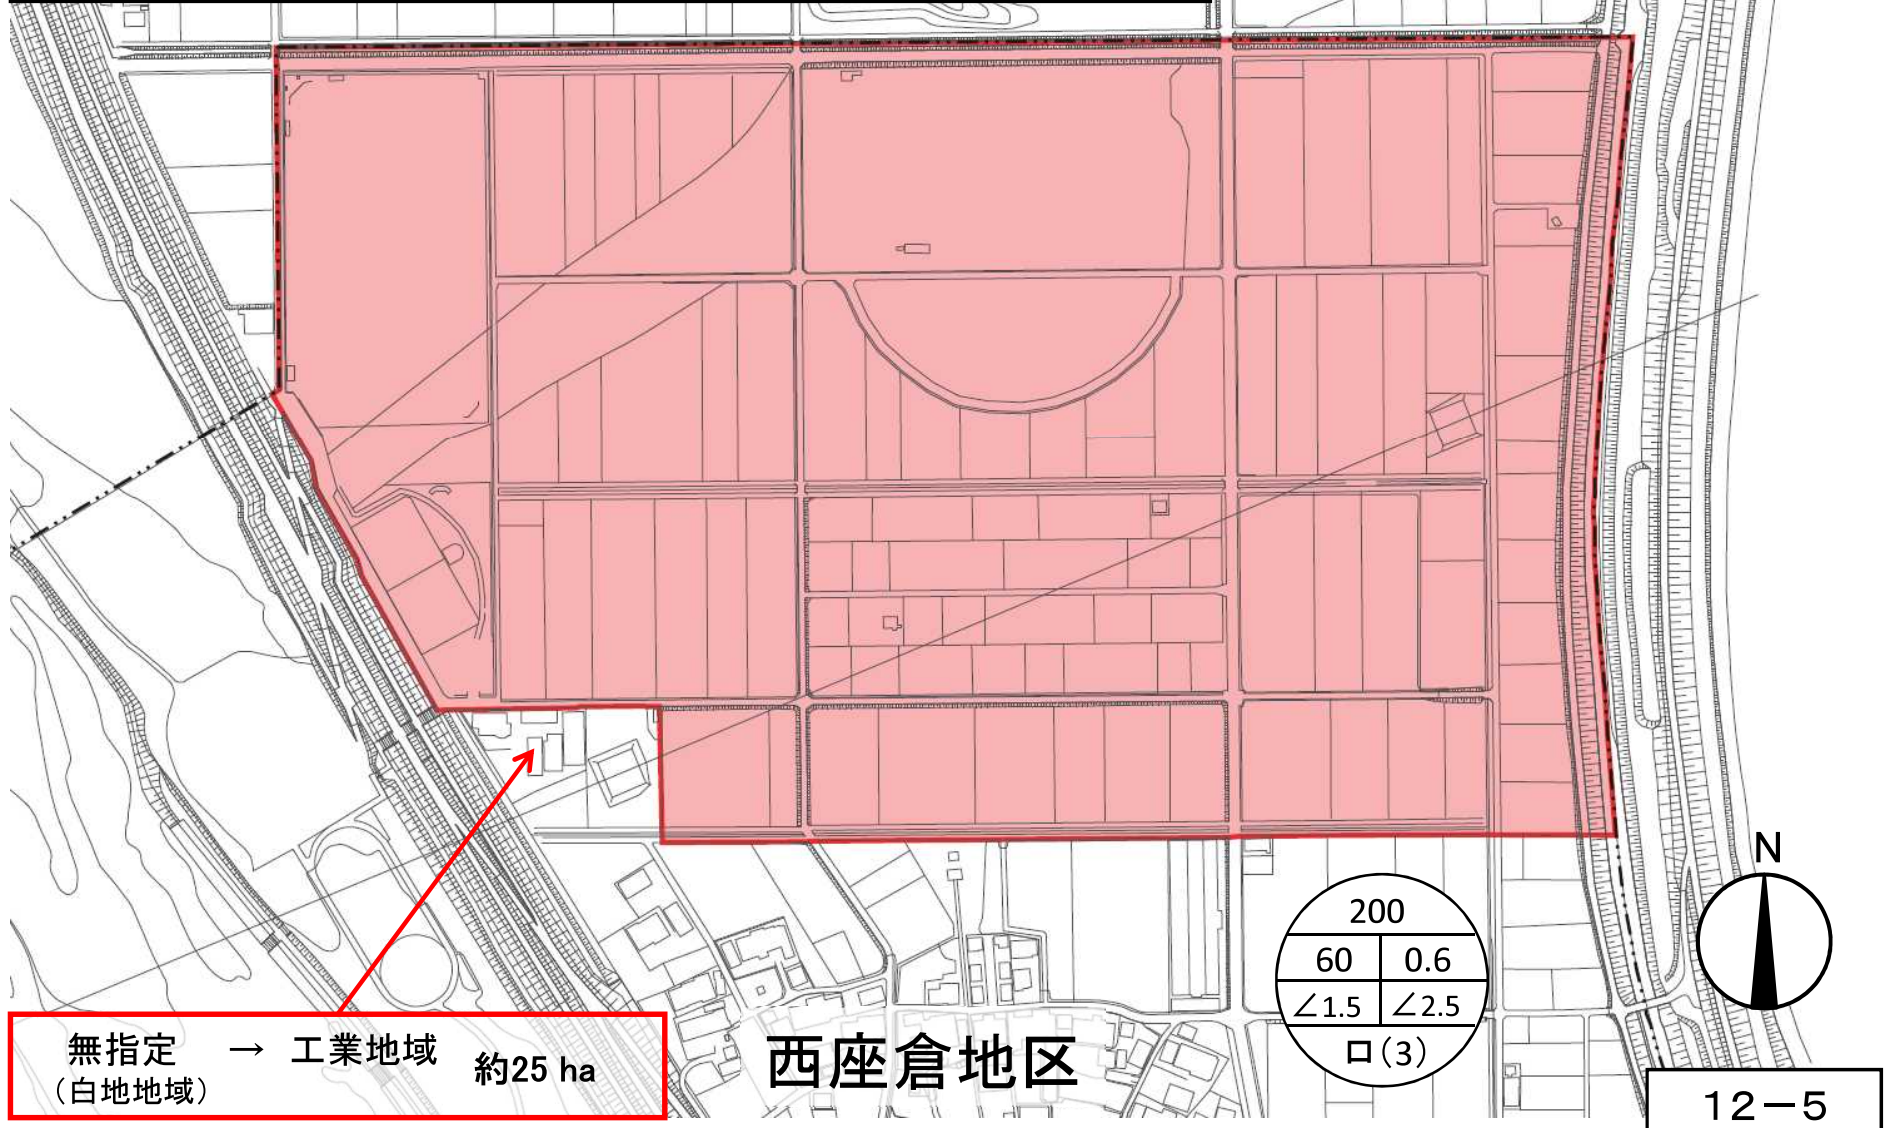 N
200
60 0.6
∠1.5 ∠2.5
ロ(3)
無指定 → 工業地域 約25 ha
(白地地域)
西座倉地区
12－5